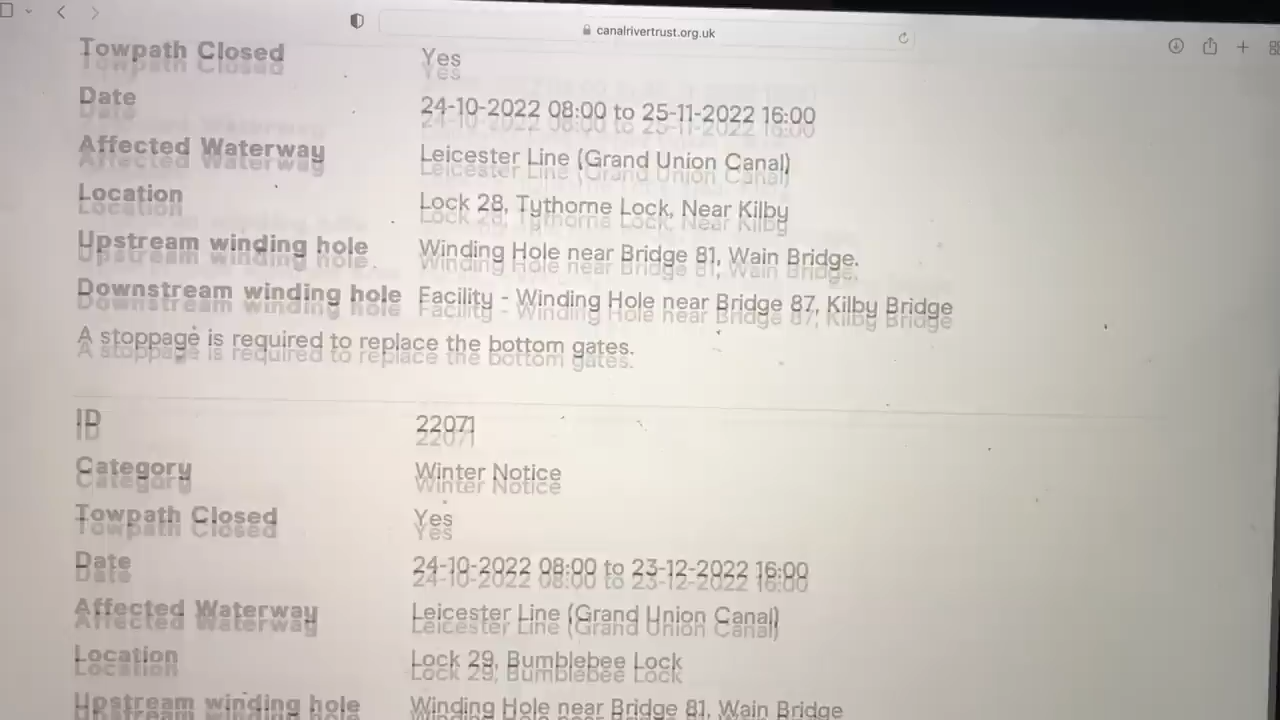 canalrivertrust.org.uk
Towpath Closed Yes
Date 24-10-2022 08:00 to 25-11-2022 16:00
Affected Waterway Leicester Line (Grand Union Canal)
Location Lock 28, Tythorne Lock, Near Kilby
Upstream winding hole Winding Hole near Bridge 81, Wain Bridge.
Downstream winding hole Facility - Winding Hole near Bridge 87, Kilby Bridge
A stoppage is required to replace the bottom gates.
ID 22071
Category Winter Notice
Towpath Closed Yes
Date 24-10-2022 08:00 to 23-12-2022 16:00
Affected Waterway Leicester Line (Grand Union Canal)
Location Lock 29, Bumblebee Lock
Upstream winding hole Winding Hole near Bridge 81, Wain Bridge